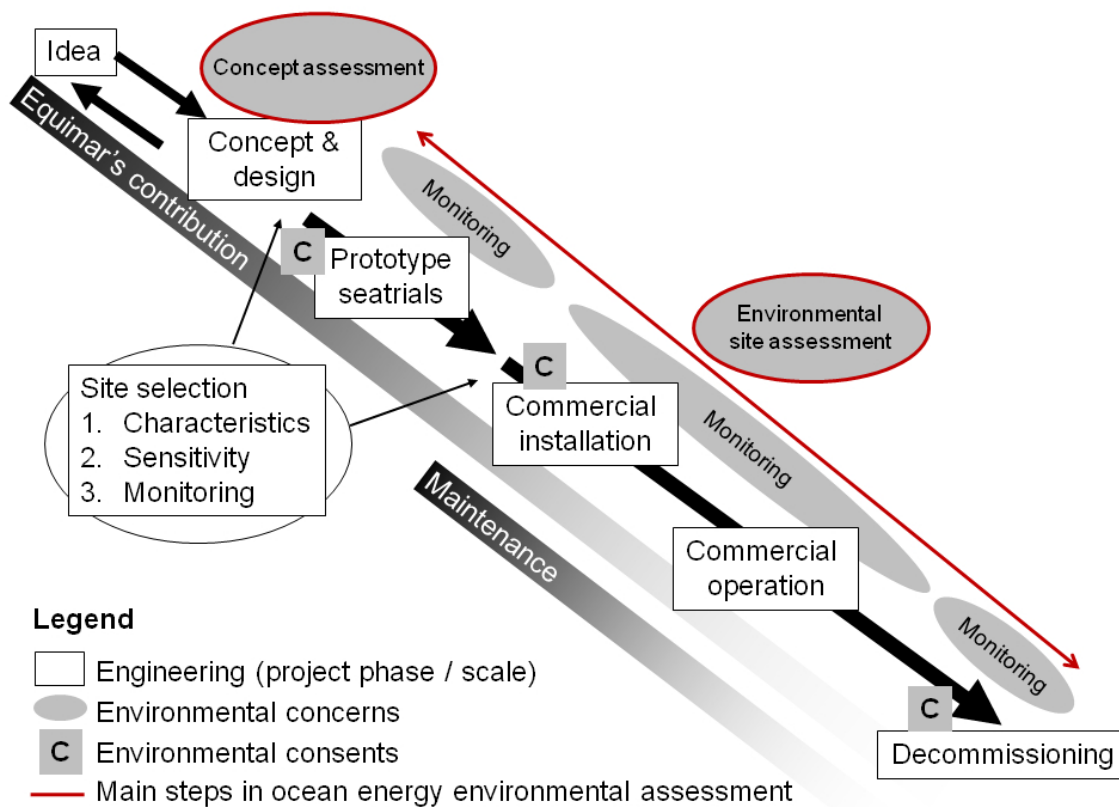 Idea
Concept assessment
Concept &
design
Equimar's contribution
Monitoring
C
Prototype
seatrials
Environmental
site assessment
Site selection
1. Characteristics
2. Sensitivity
3. Monitoring
C
Commercial
installation
Monitoring
Maintenance
Commercial
operation
Monitoring
C
Decommissioning
Legend
Engineering (project phase / scale)
Environmental concerns
C Environmental consents
Main steps in ocean energy environmental assessment